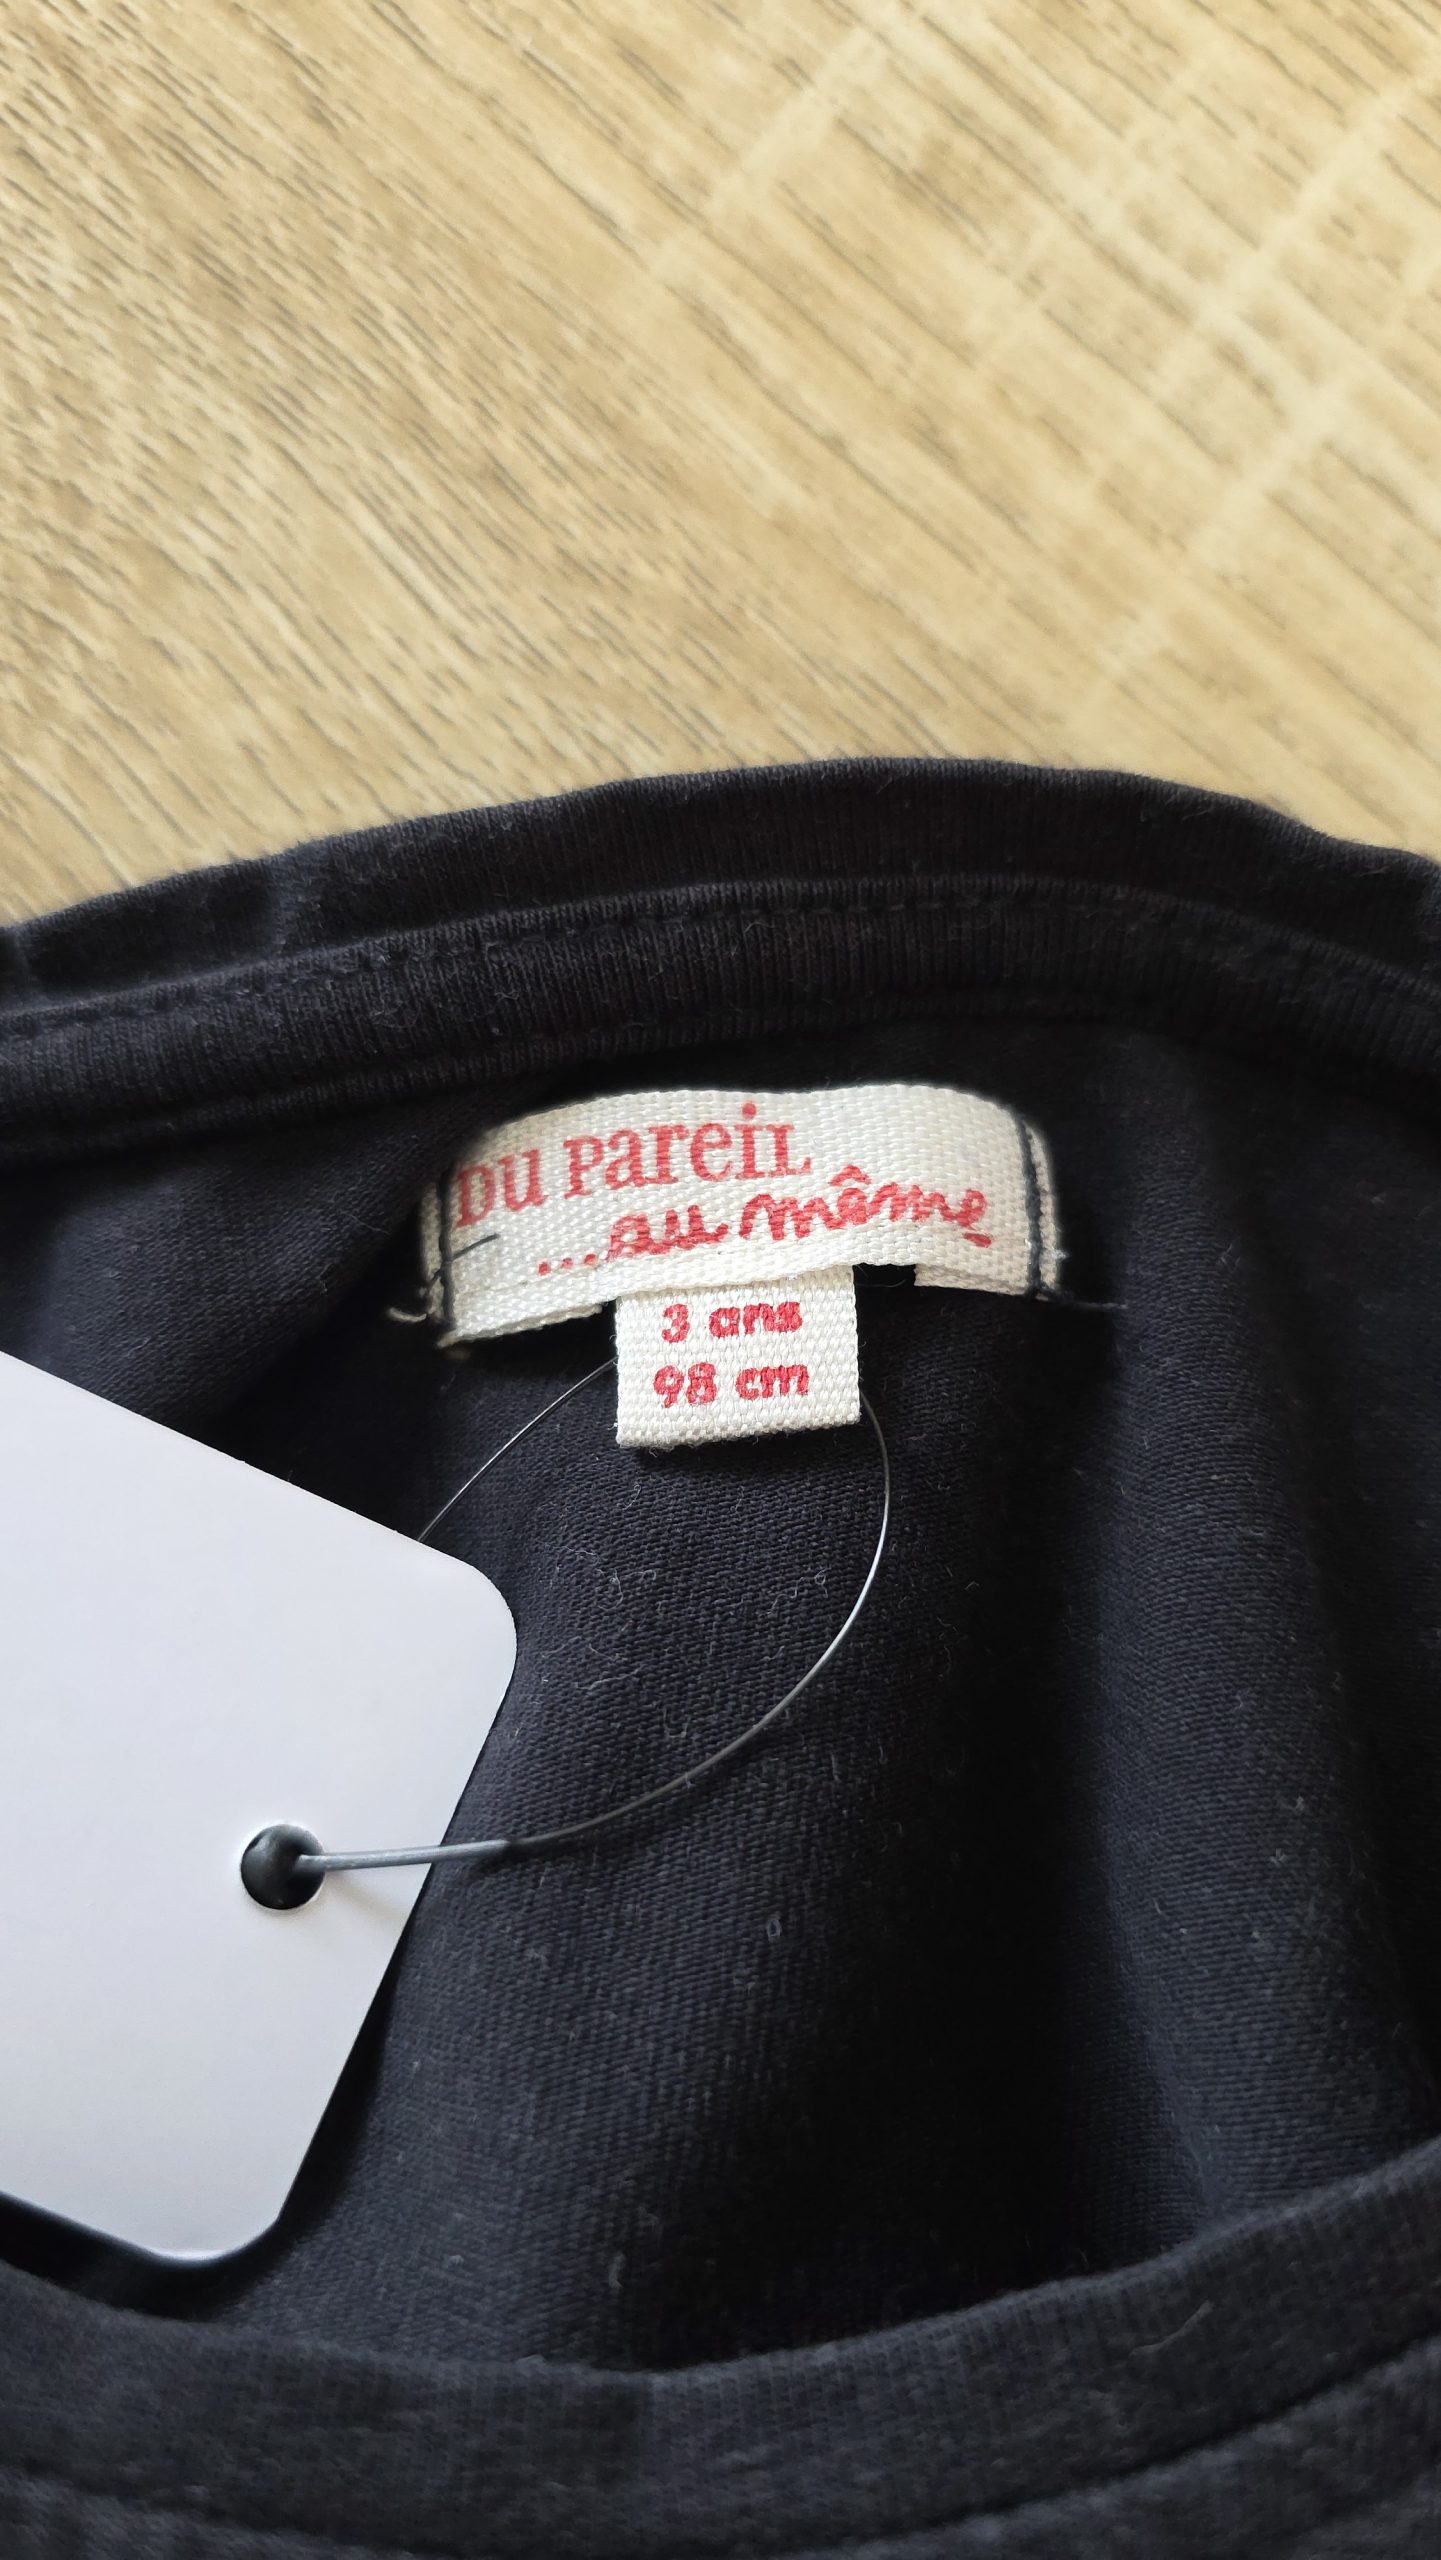 DU PAREIL
...au même
3 ans
98 cm